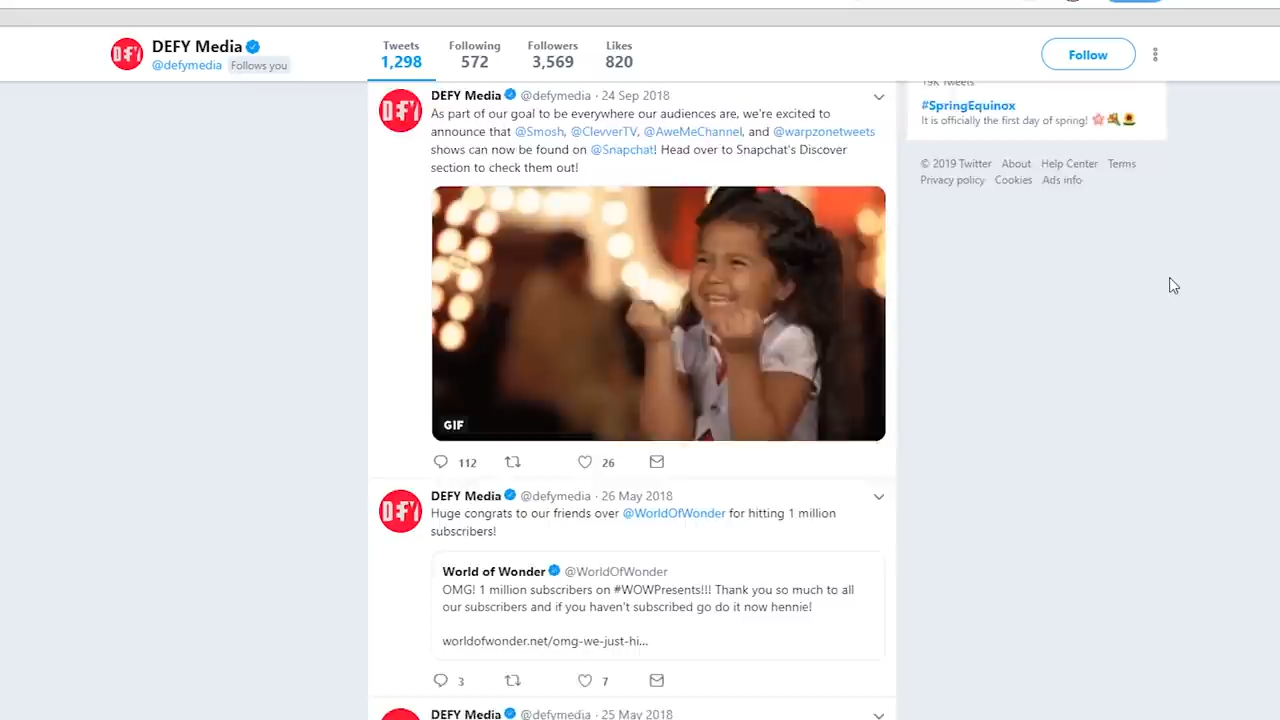 DEFY
DEFY Media
@defymedia Follows you
Tweets
1,298
Following
572
Followers
3,569
Likes
820
Follow
19K Tweets
#SpringEquinox
It is officially the first day of spring! 🌸💐🌻
© 2019 Twitter About Help Center Terms
Privacy policy Cookies Ads info
DEFY
DEFY Media @defymedia · 24 Sep 2018
As part of our goal to be everywhere our audiences are, we're excited to
announce that @Smosh, @ClevverTV, @AweMeChannel, and @warpzonetweets
shows can now be found on @Snapchat! Head over to Snapchat's Discover
section to check them out!
GIF
112 26
DEFY
DEFY Media @defymedia · 26 May 2018
Huge congrats to our friends over @WorldOfWonder for hitting 1 million
subscribers!
World of Wonder @WorldOfWonder
OMG! 1 million subscribers on #WOWPresents!!! Thank you so much to all
our subscribers and if you haven't subscribed go do it now hennie!
worldofwonder.net/omg-we-just-hi...
3 7
DEFY Media @defymedia · 25 May 2018